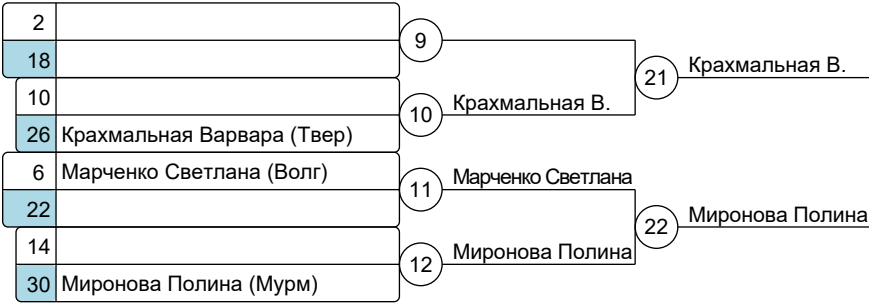 2
18
9
10
26 Крахмальная Варвара (Твер)
10
Крахмальная В.
21
Крахмальная В.
6 Марченко Светлана (Волг)
22
11
Марченко Светлана
14
30 Миронова Полина (Мурм)
12
Миронова Полина
22
Миронова Полина